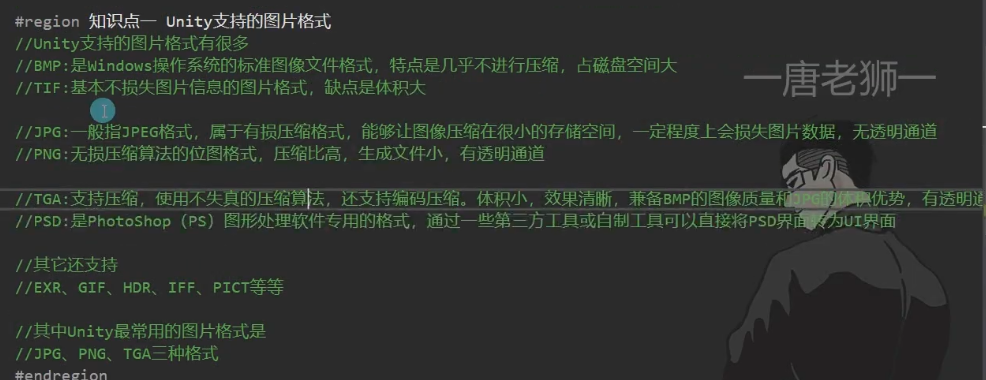 #region 知识点一 Unity支持的图片格式
//Unity支持的图片格式有很多
//BMP:是Windows操作系统的标准图像文件格式，特点是几乎不进行压缩，占磁盘空间大
//TIF:基本不损失图片信息的图片格式，缺点是体积大
—唐老狮—
//JPG:一般指JPEG格式，属于有损压缩格式，能够让图像压缩在很小的存储空间，一定程度上会损失图片数据，无透明通道
//PNG:无损压缩算法的位图格式，压缩比高，生成文件小，有透明通道
//TGA:支持压缩，使用不失真的压缩算法，还支持编码压缩。体积小，效果清晰，兼备BMP的图像质量和JPG的体积优势，有透明通
//PSD:是PhotoShop（PS）图形处理软件专用的格式，通过一些第三方工具或自制工具可以直接将PSD界面转为UI界面
//其它还支持
//EXR、GIF、HDR、IFF、PICT等等
//其中Unity最常用的图片格式是
//JPG、PNG、TGA三种格式
#endregion